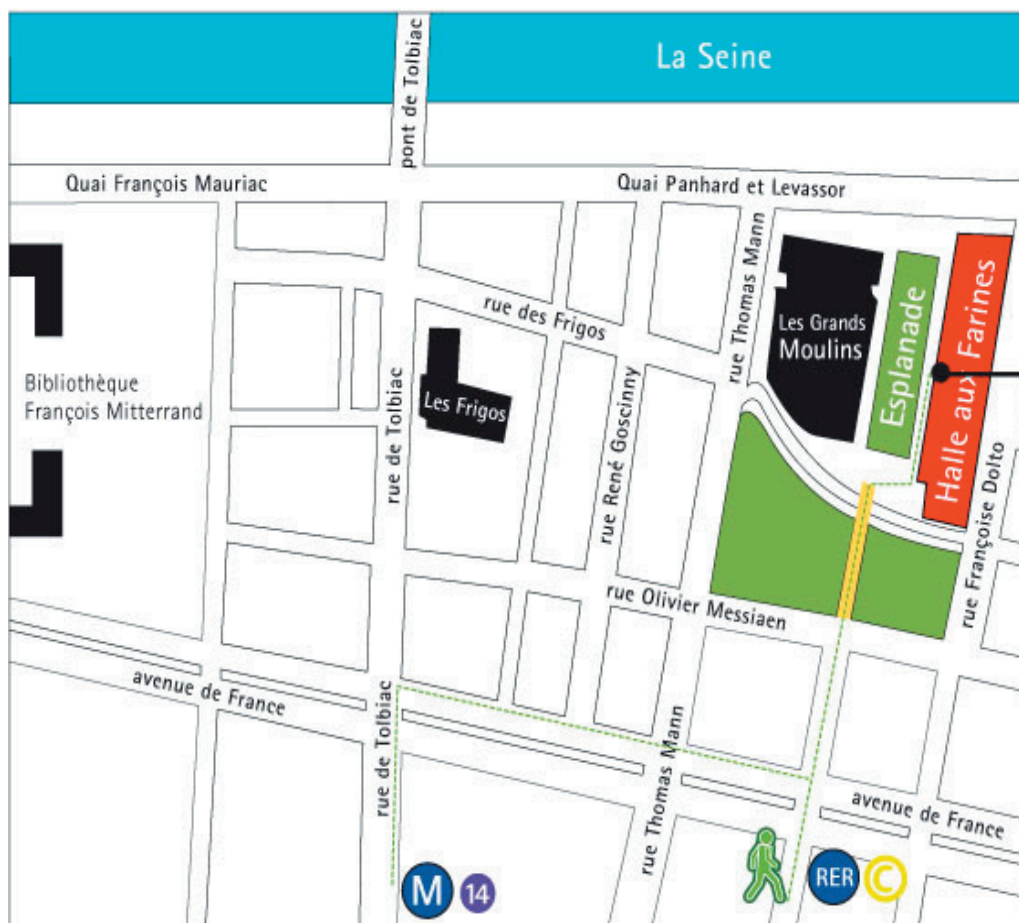 La Seine
pont de Tolbiac
Quai François Mauriac
Quai Panhard et Levassor
rue Thomas Mann
rue des Frigos
Les Grands
Moulins
Esplanade
Halle aux Farines
Bibliothèque
François Mitterrand
Les Frigos
rue de Tolbiac
rue René Goscinny
rue Françoise Dolto
rue Olivier Messiaen
avenue de France
rue de Tolbiac
rue Thomas Mann
avenue de France
M 14
RER C